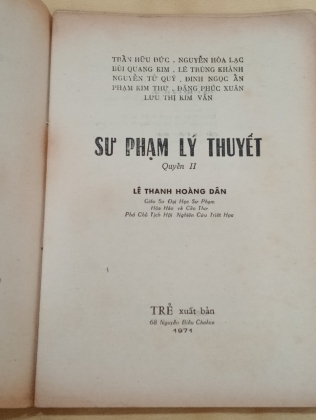 TRẦN HỮU ĐỨC - NGUYỄN HÒA LẠC
BÙI QUANG KIM , LÊ TRÙNG KHÁNH
NGUYỄN TỨ QUÝ , ĐINH NGỌC ẨN
PHẠM KIM THƯ , ĐẶNG PHÚC XUÂN
LƯU THỊ KIM VÂN
SƯ PHẠM LÝ THUYẾT
Quyển II
LÊ THANH HOÀNG DÂN
Giáo Sư Đại Học Sư Phạm
Hòa Hảo và Cần Thơ
Phó Chủ Tịch Hội Nghiên Cứu Triết Học
TRẺ xuất bản
68 Nguyễn Biểu Choláu
1971